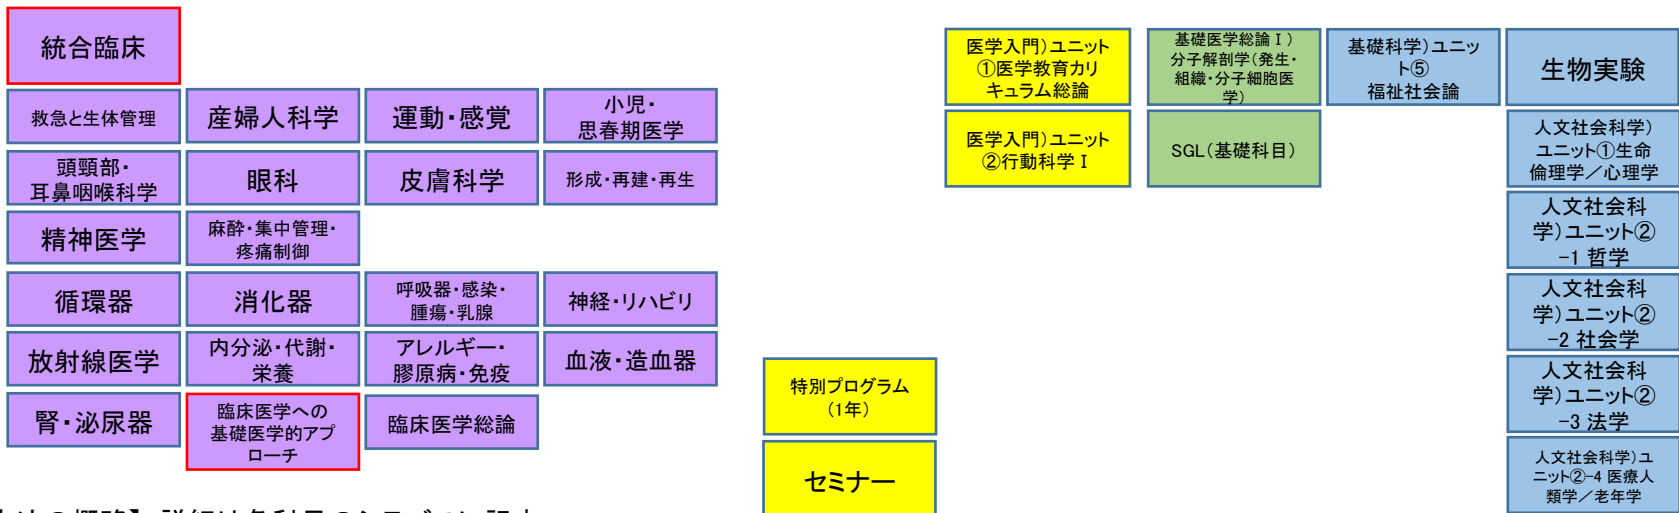 統合臨床
救急と生体管理
産婦人科学
運動・感覚
小児・
思春期医学
頭頸部・
耳鼻咽喉科学
眼科
皮膚科学
形成・再建・再生
精神医学
麻酔・集中管理・
疼痛制御
循環器
消化器
呼吸器・感染・
腫瘍・乳腺
神経・リハビリ
放射線医学
内分泌・代謝・
栄養
アレルギー・
膠原病・免疫
血液・造血器
腎・泌尿器
臨床医学への
基礎医学的アプ
ローチ
臨床医学総論
特別プログラム
(1年)
セミナー
医学入門)ユニット
①医学教育カリ
キュラム総論
医学入門)ユニット
②行動科学Ⅰ
基礎医学総論Ⅰ)
分子解剖学(発生・
組織・分子細胞医
学)
SGL(基礎科目)
基礎科学)ユニッ
ト⑤
福祉社会論
生物実験
人文社会科学)
ユニット①生命
倫理学/心理学
人文社会科
学)ユニット②
-1 哲学
人文社会科
学)ユニット②
-2 社会学
人文社会科
学)ユニット②
-3 法学
人文社会科学)ユ
ニット②-4 医療人
類学/老年学